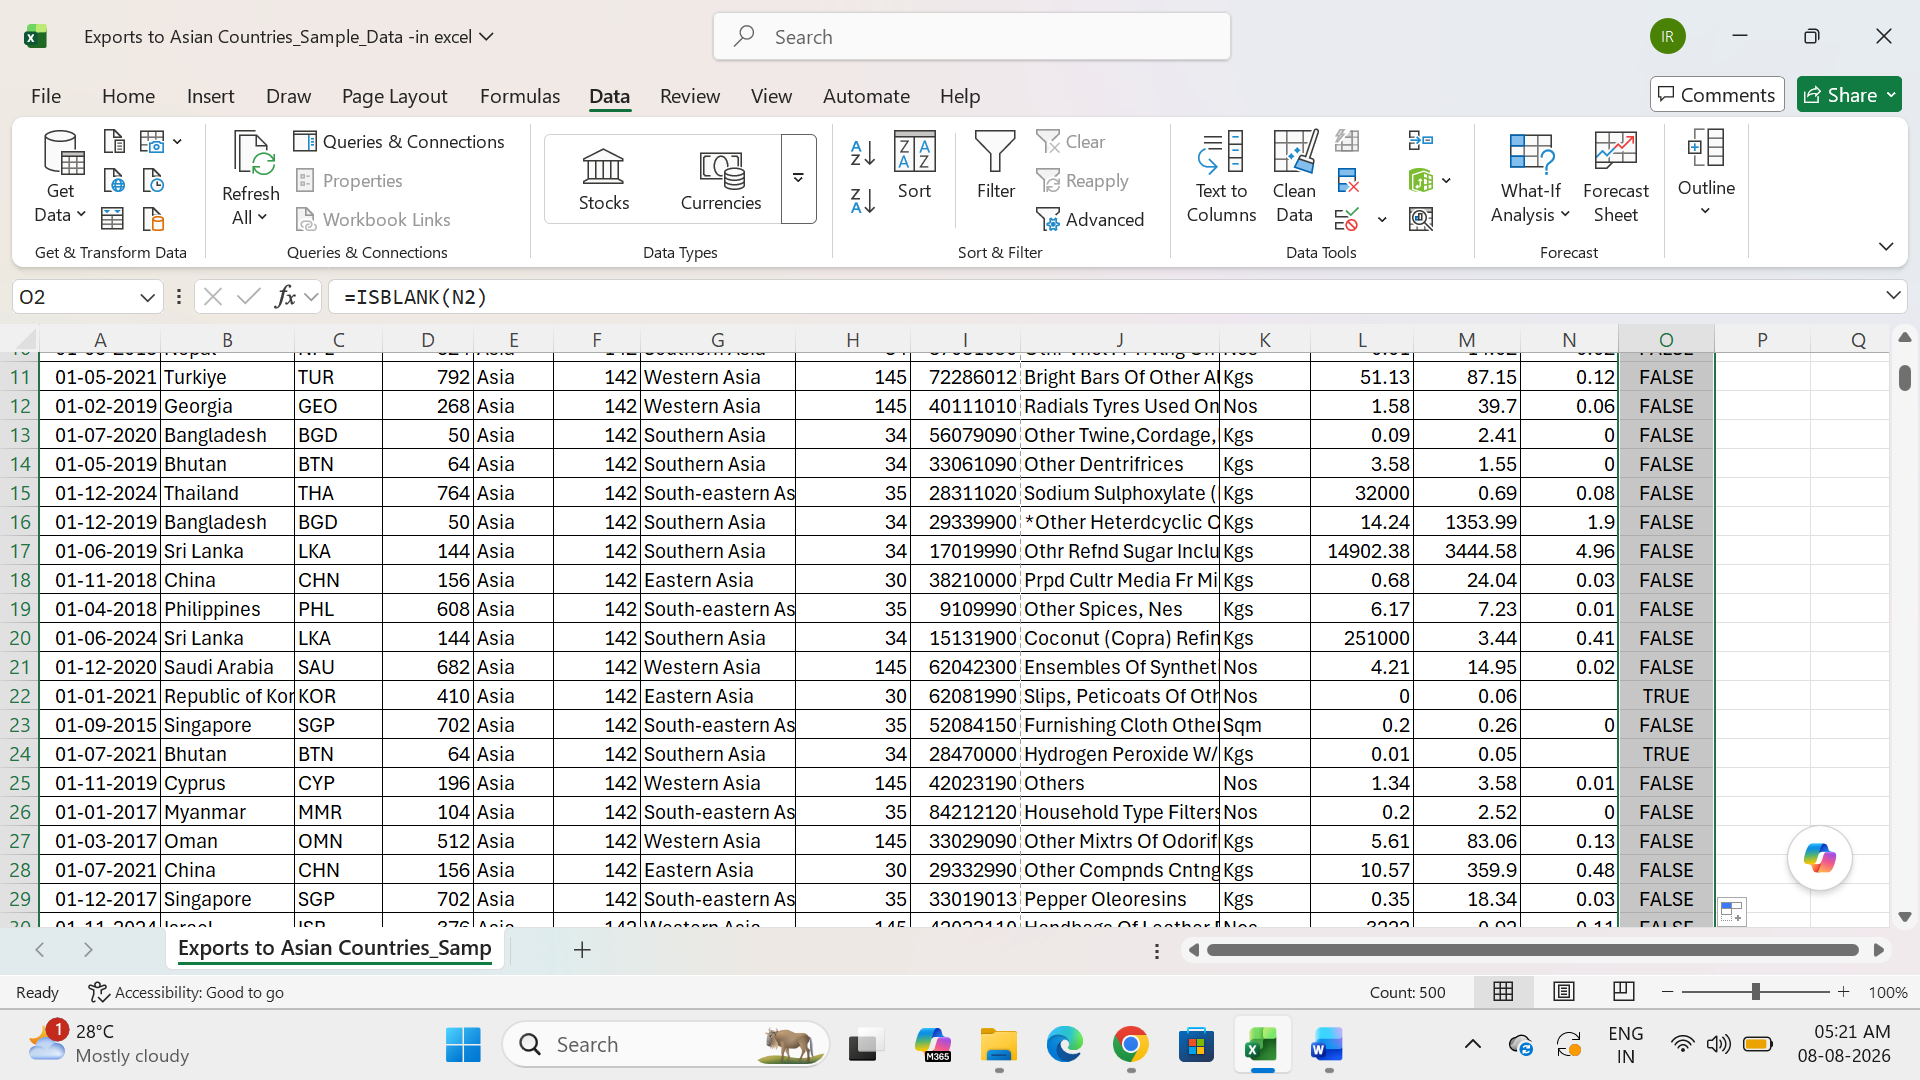 Exports to Asian Countries_Sample_Data -in excel
Search
IR
File Home Insert Draw Page Layout Formulas Data Review View Automate Help
Comments Share
Get Data
Refresh All
Queries & Connections
Properties
Workbook Links
Stocks
Currencies
Sort
Filter
Clear
Reapply
Advanced
Text to Columns
Clean Data
What-If Analysis
Forecast Sheet
Outline
Get & Transform Data Queries & Connections Data Types Sort & Filter Data Tools Forecast
O2 fx =ISBLANK(N2)
A B C D E F G H I J K L M N O P Q
11 01-05-2021 Turkiye TUR 792 Asia 142 Western Asia 145 72286012 Bright Bars Of Other Al Kgs 51.13 87.15 0.12 FALSE
12 01-02-2019 Georgia GEO 268 Asia 142 Western Asia 145 40111010 Radials Tyres Used On Nos 1.58 39.7 0.06 FALSE
13 01-07-2020 Bangladesh BGD 50 Asia 142 Southern Asia 34 56079090 Other Twine,Cordage, Kgs 0.09 2.41 0 FALSE
14 01-05-2019 Bhutan BTN 64 Asia 142 Southern Asia 34 33061090 Other Dentrifrices Kgs 3.58 1.55 0 FALSE
15 01-12-2024 Thailand THA 764 Asia 142 South-eastern As 35 28311020 Sodium Sulphoxylate ( Kgs 32000 0.69 0.08 FALSE
16 01-12-2019 Bangladesh BGD 50 Asia 142 Southern Asia 34 29339900 *Other Heterdcyclic C Kgs 14.24 1353.99 1.9 FALSE
17 01-06-2019 Sri Lanka LKA 144 Asia 142 Southern Asia 34 17019990 Othr Refnd Sugar Inclu Kgs 14902.38 3444.58 4.96 FALSE
18 01-11-2018 China CHN 156 Asia 142 Eastern Asia 30 38210000 Prpd Cultr Media Fr Mi Kgs 0.68 24.04 0.03 FALSE
19 01-04-2018 Philippines PHL 608 Asia 142 South-eastern As 35 9109990 Other Spices, Nes Kgs 6.17 7.23 0.01 FALSE
20 01-06-2024 Sri Lanka LKA 144 Asia 142 Southern Asia 34 15131900 Coconut (Copra) Refin Kgs 251000 3.44 0.41 FALSE
21 01-12-2020 Saudi Arabia SAU 682 Asia 142 Western Asia 145 62042300 Ensembles Of Synthet Nos 4.21 14.95 0.02 FALSE
22 01-01-2021 Republic of Kor KOR 410 Asia 142 Eastern Asia 30 62081990 Slips, Peticoats Of Oth Nos 0 0.06 TRUE
23 01-09-2015 Singapore SGP 702 Asia 142 South-eastern As 35 52084150 Furnishing Cloth Other Sqm 0.2 0.26 0 FALSE
24 01-07-2021 Bhutan BTN 64 Asia 142 Southern Asia 34 28470000 Hydrogen Peroxide W/ Kgs 0.01 0.05 TRUE
25 01-11-2019 Cyprus CYP 196 Asia 142 Western Asia 145 42023190 Others Nos 1.34 3.58 0.01 FALSE
26 01-01-2017 Myanmar MMR 104 Asia 142 South-eastern As 35 84212120 Household Type Filters Nos 0.2 2.52 0 FALSE
27 01-03-2017 Oman OMN 512 Asia 142 Western Asia 145 33029090 Other Mixtrs Of Odorif Kgs 5.61 83.06 0.13 FALSE
28 01-07-2021 China CHN 156 Asia 142 Eastern Asia 30 29332990 Other Compnds Cntng Kgs 10.57 359.9 0.48 FALSE
29 01-12-2017 Singapore SGP 702 Asia 142 South-eastern As 35 33019013 Pepper Oleoresins Kgs 0.35 18.34 0.03 FALSE
Exports to Asian Countries_Samp
Ready Accessibility: Good to go Count: 500 100%
1 28°C
Mostly cloudy
Search
M365
ENG
IN
05:21 AM
08-08-2026